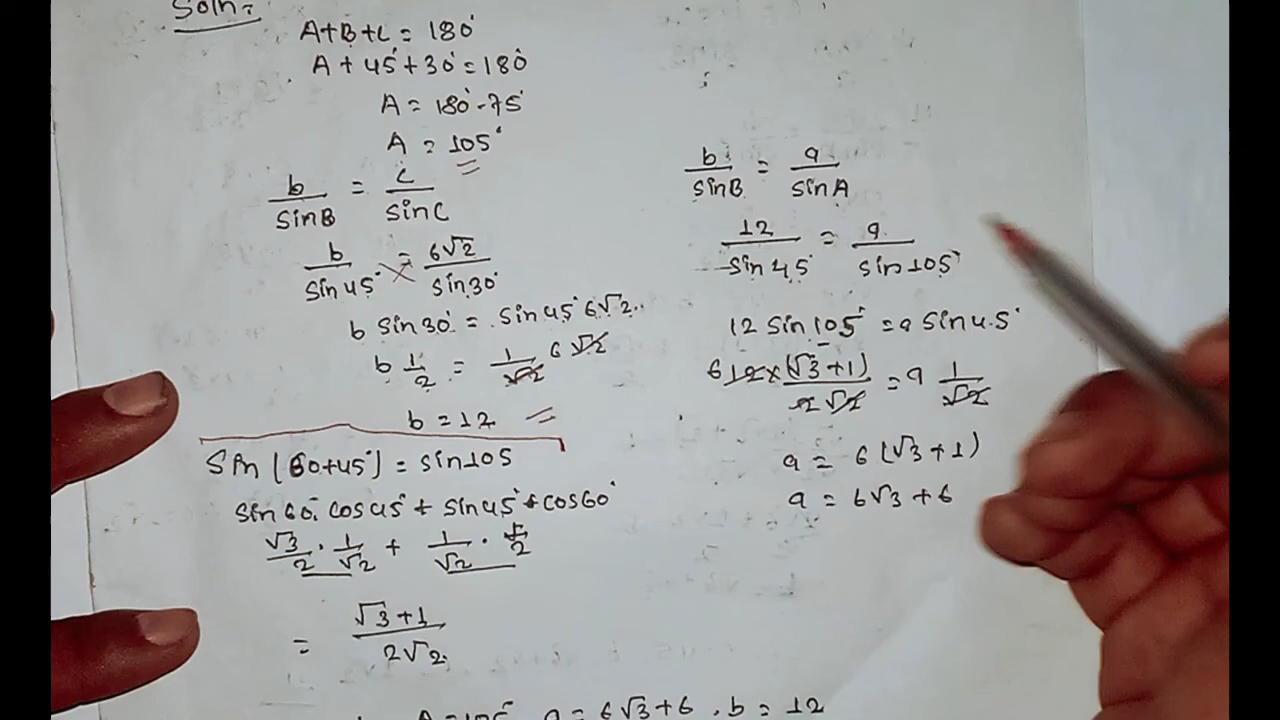 Soln:
A+B+C = 180°
A + 45° + 30° = 180°
A = 180° - 75°
A = 105°
b/sinB = c/sinC
b/sin45° = 6√2/sin30°
b sin30° = sin45° 6√2
b 1/2 = 1/√2 6√2
b = 12
Sin(60+45°) = sin105
sin60° cos45° + sin45° + cos60°
√3/2 · 1/√2 + 1/√2 · 1/2
= √3+1/2√2
b/sinB = a/sinA
12/sin45° = a/sin105°
12 sin105° = a sin45°
6 12×(√3+1)/2√2 = a 1/√2
a = 6(√3+1)
a = 6√3+6
A=105°, a= 6√3+6, b= 12